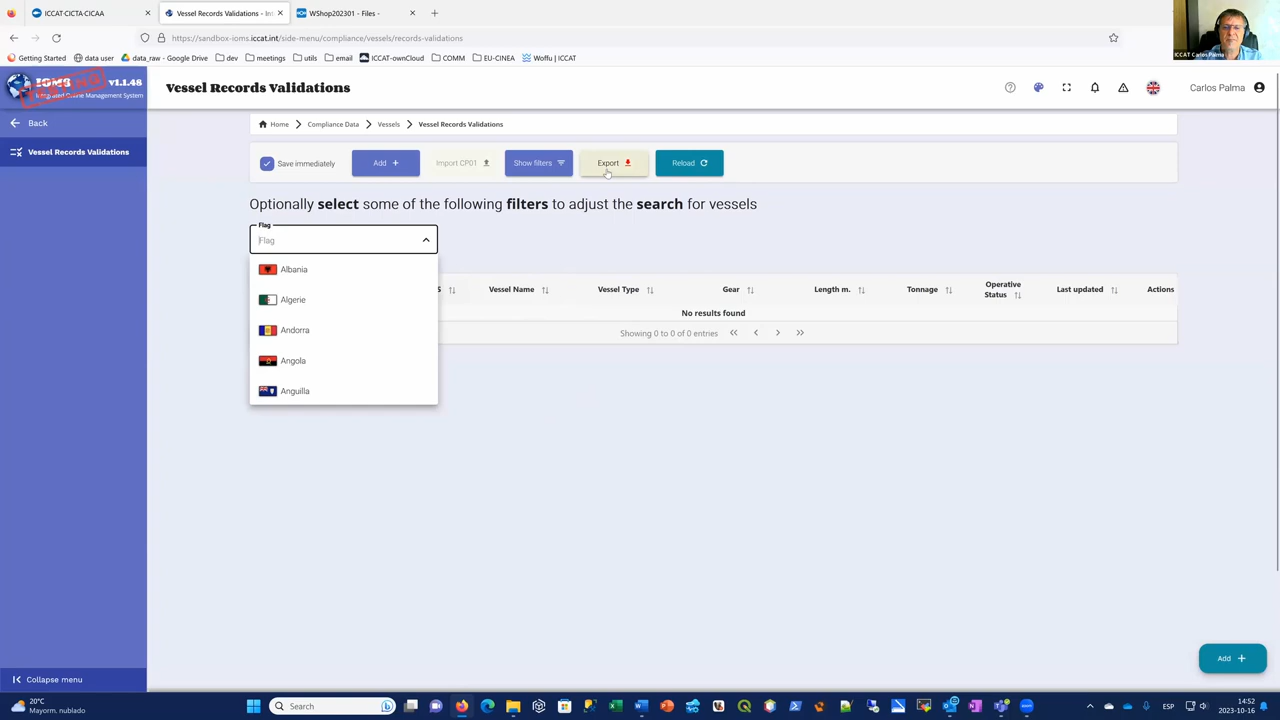 ICCAT·CICTA·CICAA
Vessel Records Validations - Int
WShop202301 - Files -
https://sandbox-ioms.iccat.int/side-menu/compliance/vessels/records-validations
Getting Started
data user
data_raw - Google Drive
dev
meetings
utils
email
ICCAT-ownCloud
COMM
EU-CINEA
Woffu | ICCAT
ICCAT Carlos Palma
IOMS
v1.1.48
Integrated Online Management System
Vessel Records Validations
Carlos Palma
Back
Vessel Records Validations
Home
Compliance Data
Vessels
Vessel Records Validations
Save immediately
Add
Import CP01
Show filters
Export
Reload
Optionally select some of the following filters to adjust the search for vessels
Flag
Flag
Albania
Algerie
Andorra
Angola
Anguilla
S
Vessel Name
Vessel Type
Gear
Length m.
Tonnage
Operative
Status
Last updated
Actions
No results found
Showing 0 to 0 of 0 entries
Add
Collapse menu
20°C
Mayorm. nublado
Search
ESP
14:52
2023-10-16